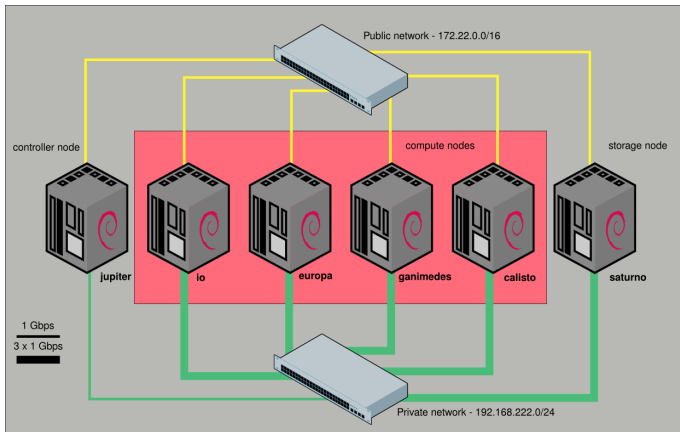 Public network - 172.22.0.0/16
controller node
compute nodes
storage node
jupiter
io
europa
ganimedes
calisto
saturno
1 Gbps
3 x 1 Gbps
Private network - 192.168.222.0/24